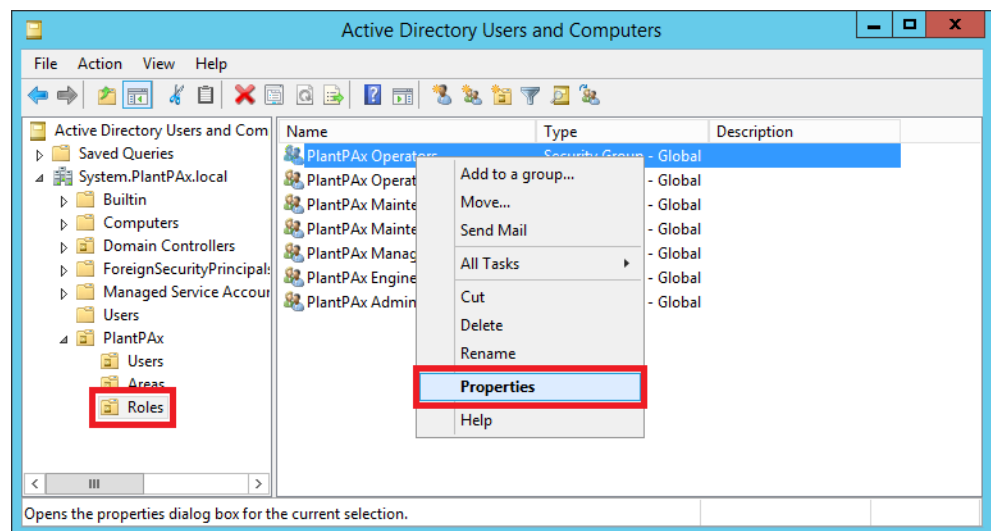 Active Directory Users and Computers
File Action View Help
Active Directory Users and Com
Saved Queries
System.PlantPAx.local
Builtin
Computers
Domain Controllers
ForeignSecurityPrincipal:
Managed Service Accour
Users
PlantPAx
Users
Areas
Roles
Name Type Description
PlantPAx Operators Security Group - Global
PlantPAx Operat - Global
PlantPAx Mainte - Global
PlantPAx Mainte - Global
PlantPAx Manag - Global
PlantPAx Engine - Global
PlantPAx Admin - Global
Add to a group...
Move...
Send Mail
All Tasks
Cut
Delete
Rename
Properties
Help
Opens the properties dialog box for the current selection.